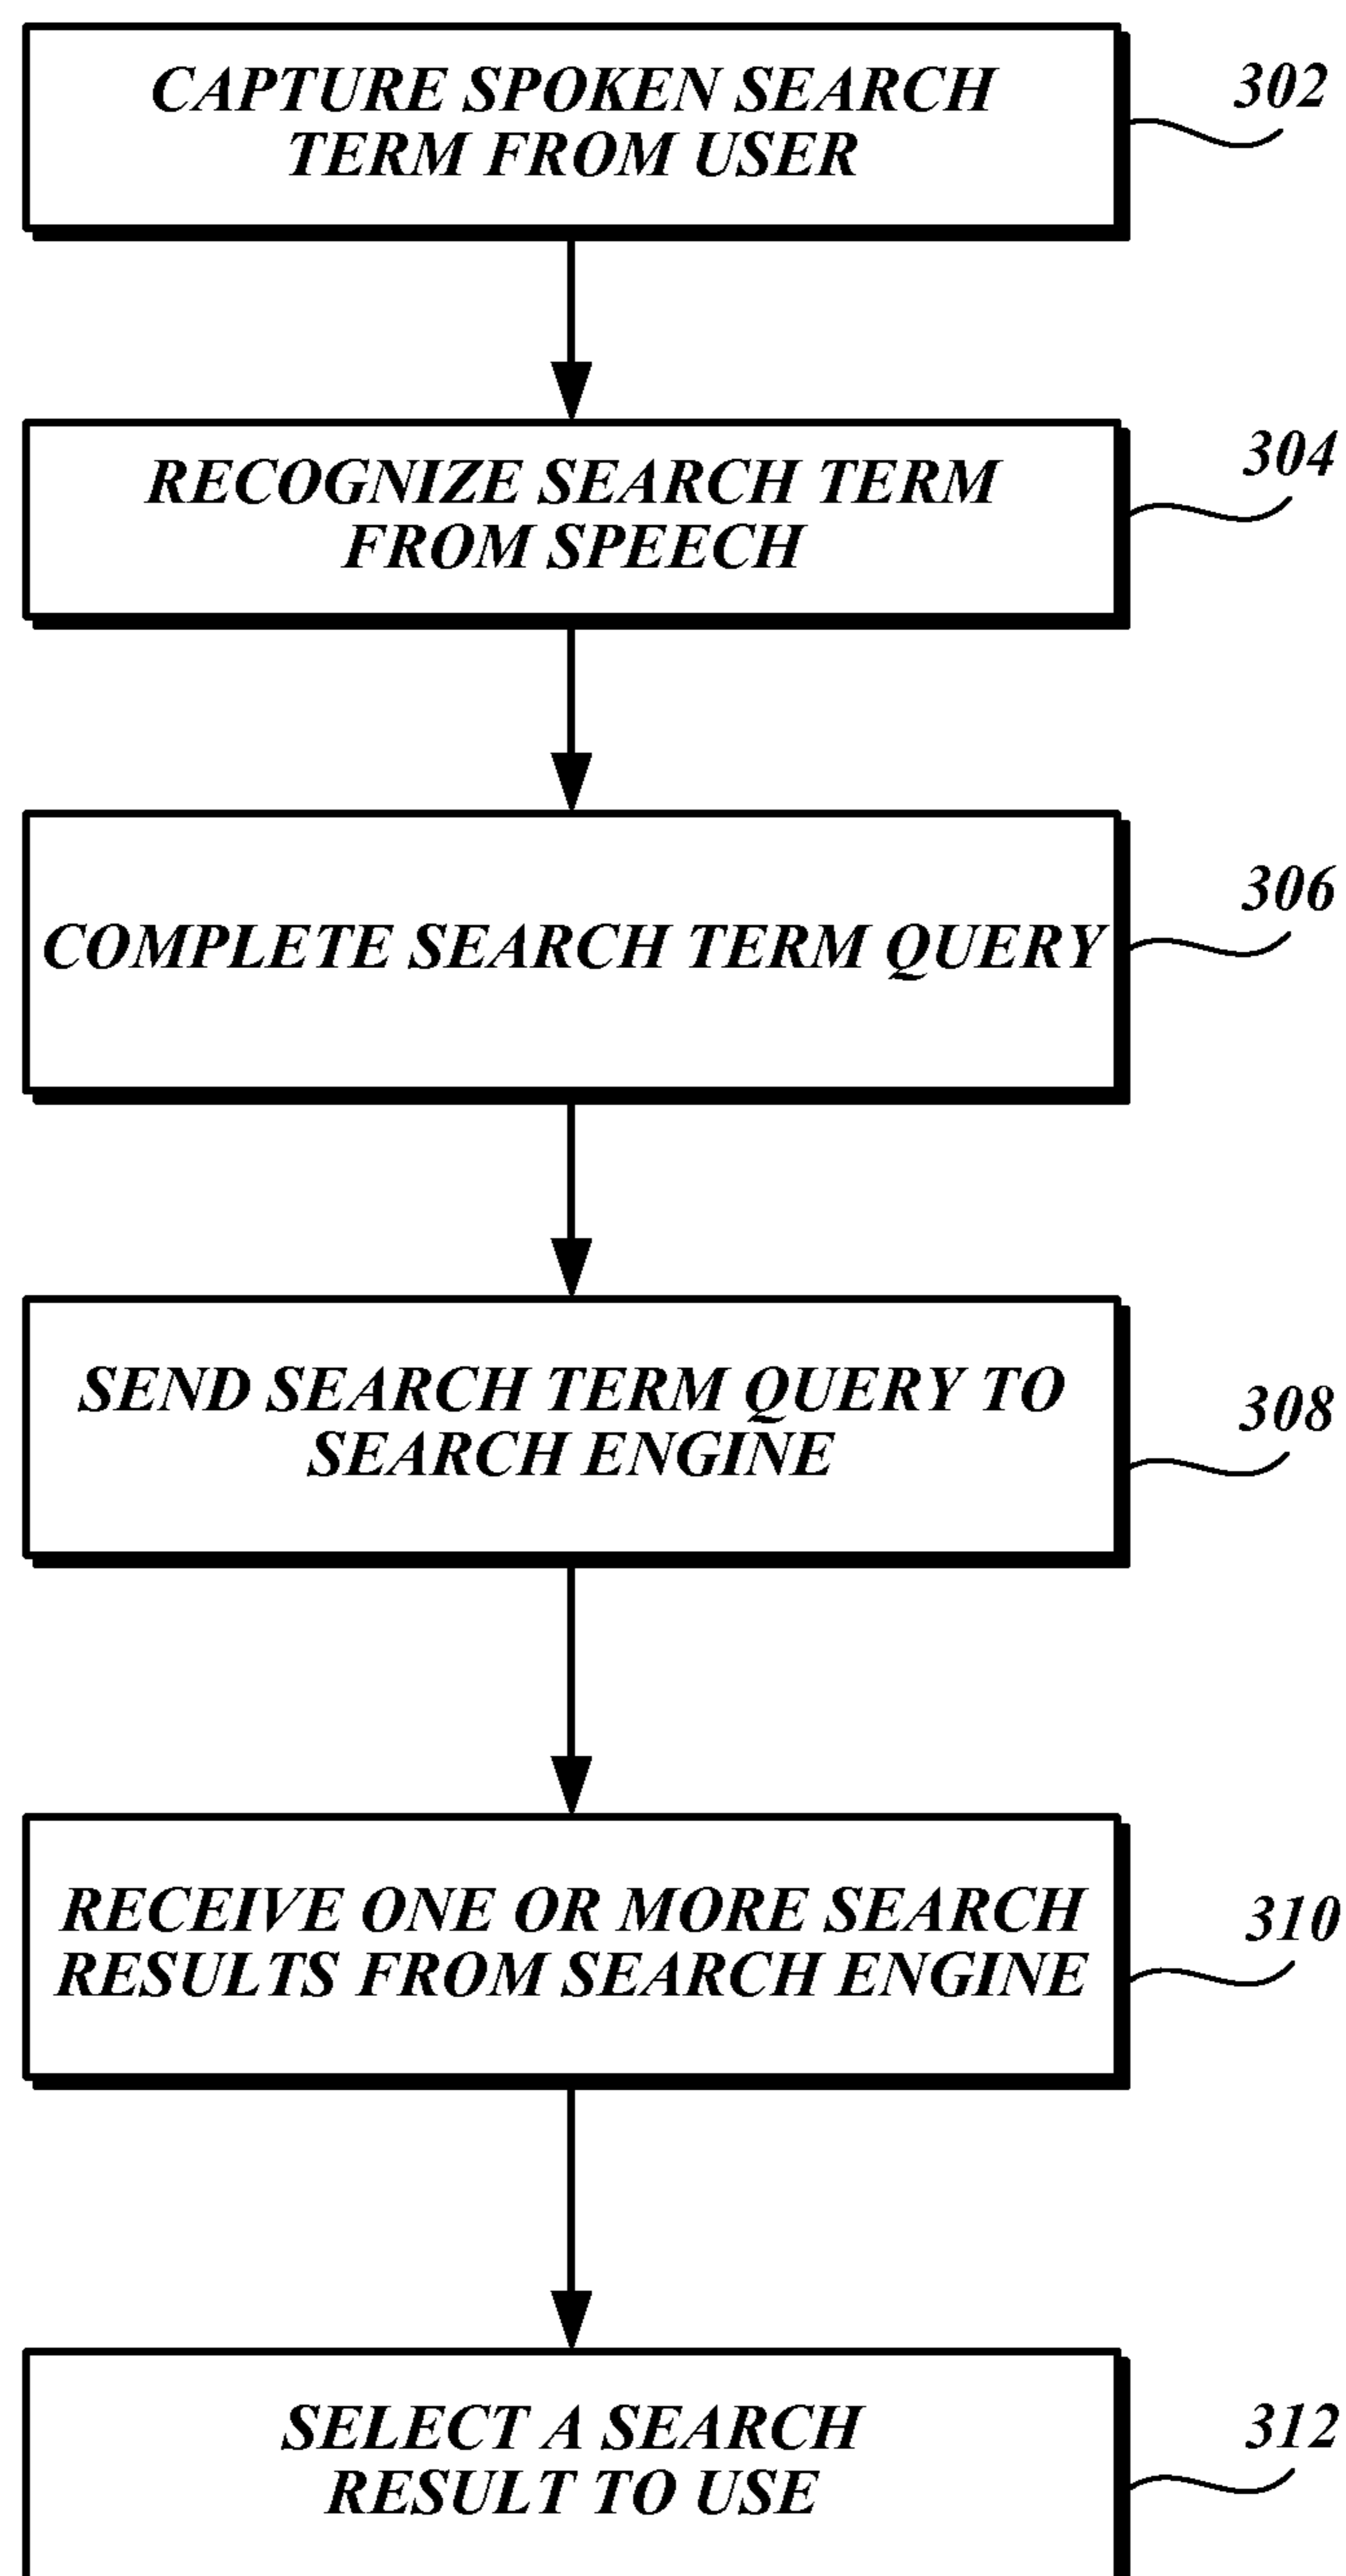 CAPTURE SPOKEN SEARCH
TERM FROM USER
302
RECOGNIZE SEARCH TERM
FROM SPEECH
304
COMPLETE SEARCH TERM QUERY
306
SEND SEARCH TERM QUERY TO
SEARCH ENGINE
308
RECEIVE ONE OR MORE SEARCH
RESULTS FROM SEARCH ENGINE
310
SELECT A SEARCH
RESULT TO USE
312